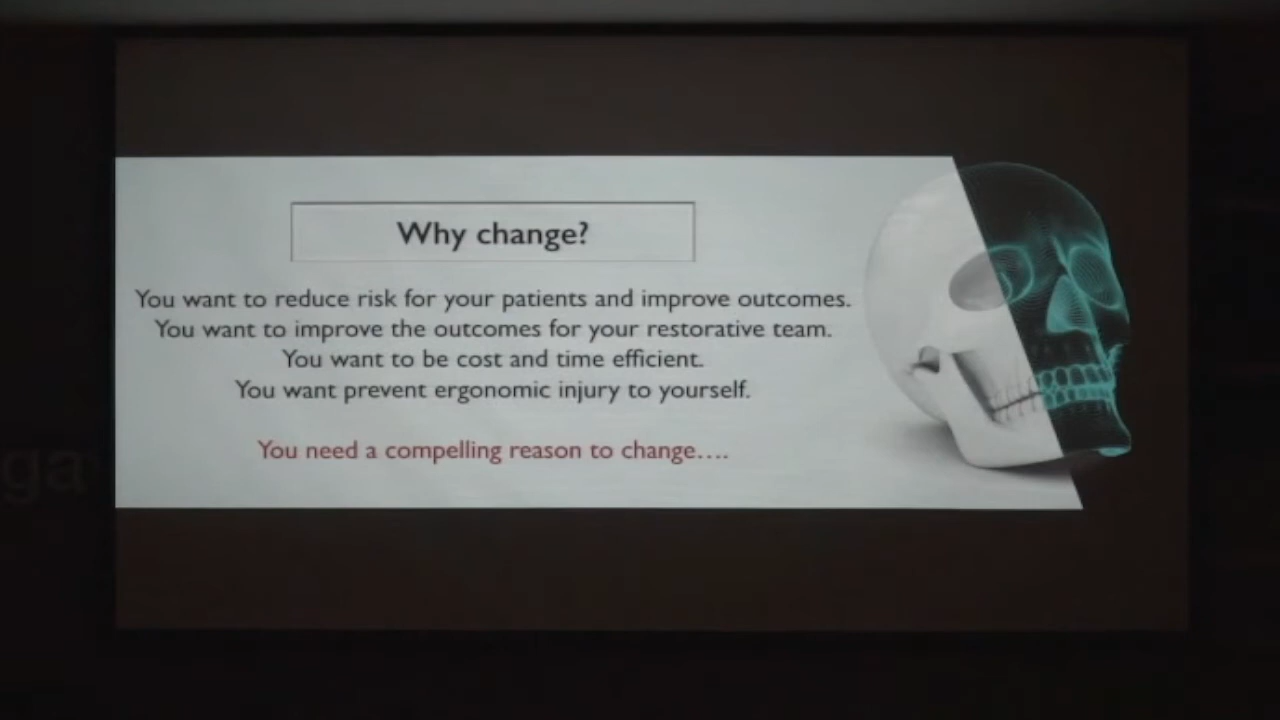 Why change?
You want to reduce risk for your patients and improve outcomes.
You want to improve the outcomes for your restorative team.
You want to be cost and time efficient.
You want prevent ergonomic injury to yourself.
You need a compelling reason to change….
ga